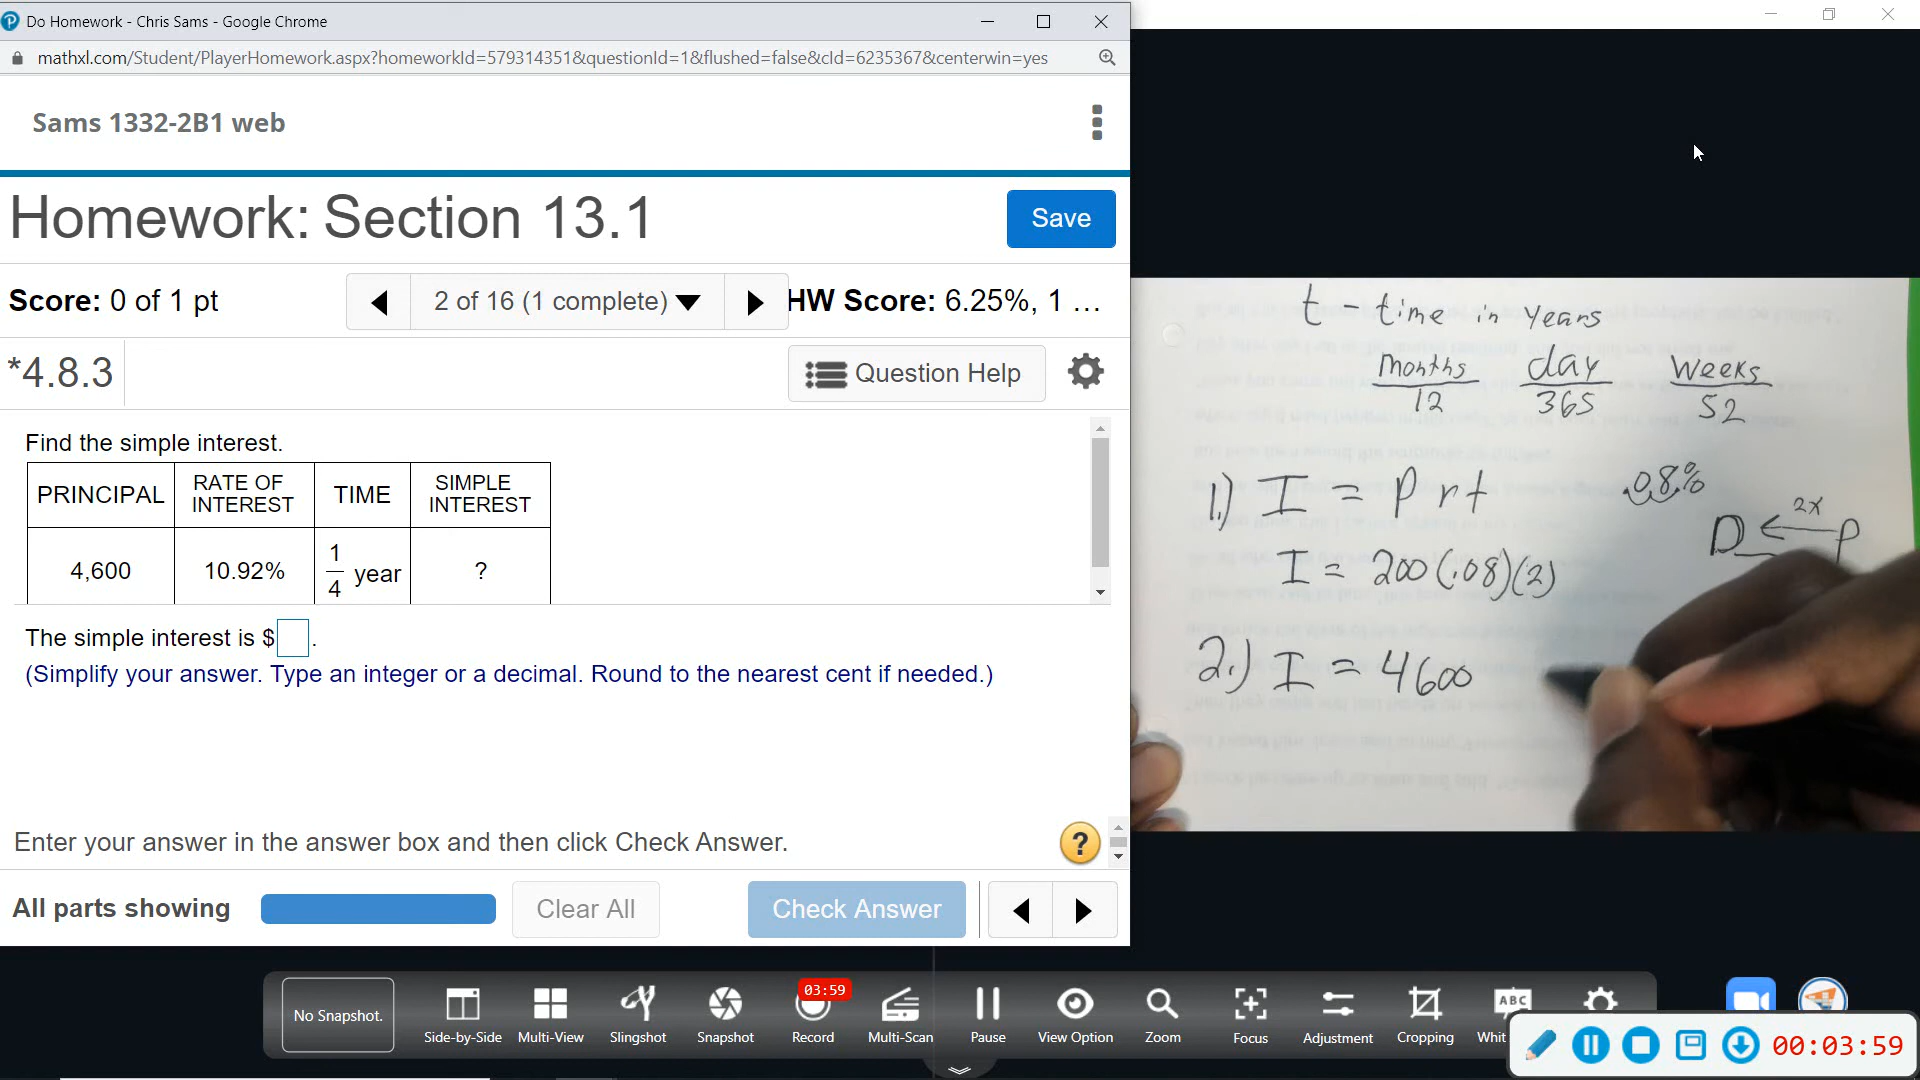 Do Homework - Chris Sams - Google Chrome
mathxl.com/Student/PlayerHomework.aspx?homeworkId=579314351&questionId=1&flushed=false&cId=6235367&centerwin=yes
Sams 1332-2B1 web
Homework: Section 13.1
Save
Score: 0 of 1 pt
2 of 16 (1 complete)
HW Score: 6.25%, 1 ...
*4.8.3
Question Help
Find the simple interest.
PRINCIPAL RATE OF INTEREST TIME SIMPLE INTEREST
4,600 10.92% 1/4 year ?
The simple interest is $ .
(Simplify your answer. Type an integer or a decimal. Round to the nearest cent if needed.)
Enter your answer in the answer box and then click Check Answer.
?
All parts showing
Clear All
Check Answer
t - time in years
months/12 day/365 weeks/52
1.) I = Prt
.08%
I = 200(.08)(2)
D 2x P
2.) I = 4600
No Snapshot.
Side-by-Side
Multi-View
Slingshot
Snapshot
03:59
Record
Multi-Scan
Pause
View Option
Zoom
Focus
Adjustment
Cropping
ABC
Whit
00:03:59